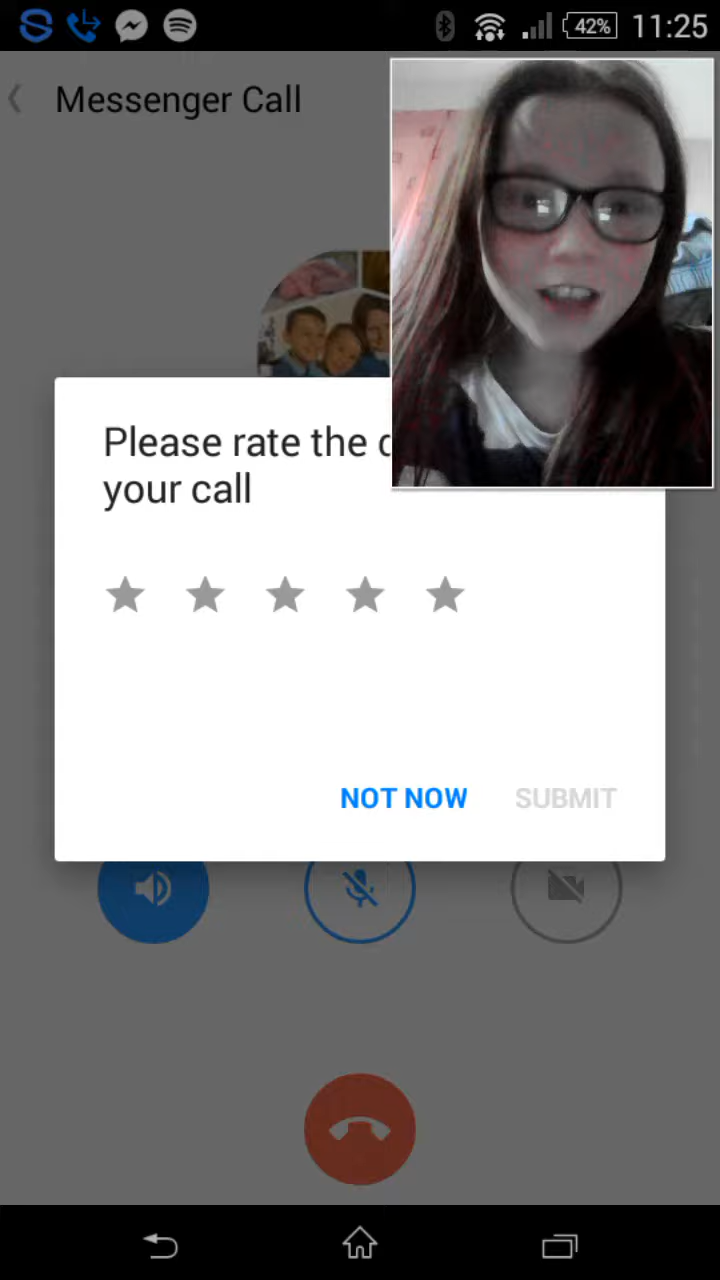 42% 11:25
Messenger Call
Please rate the
your call
NOT NOW SUBMIT